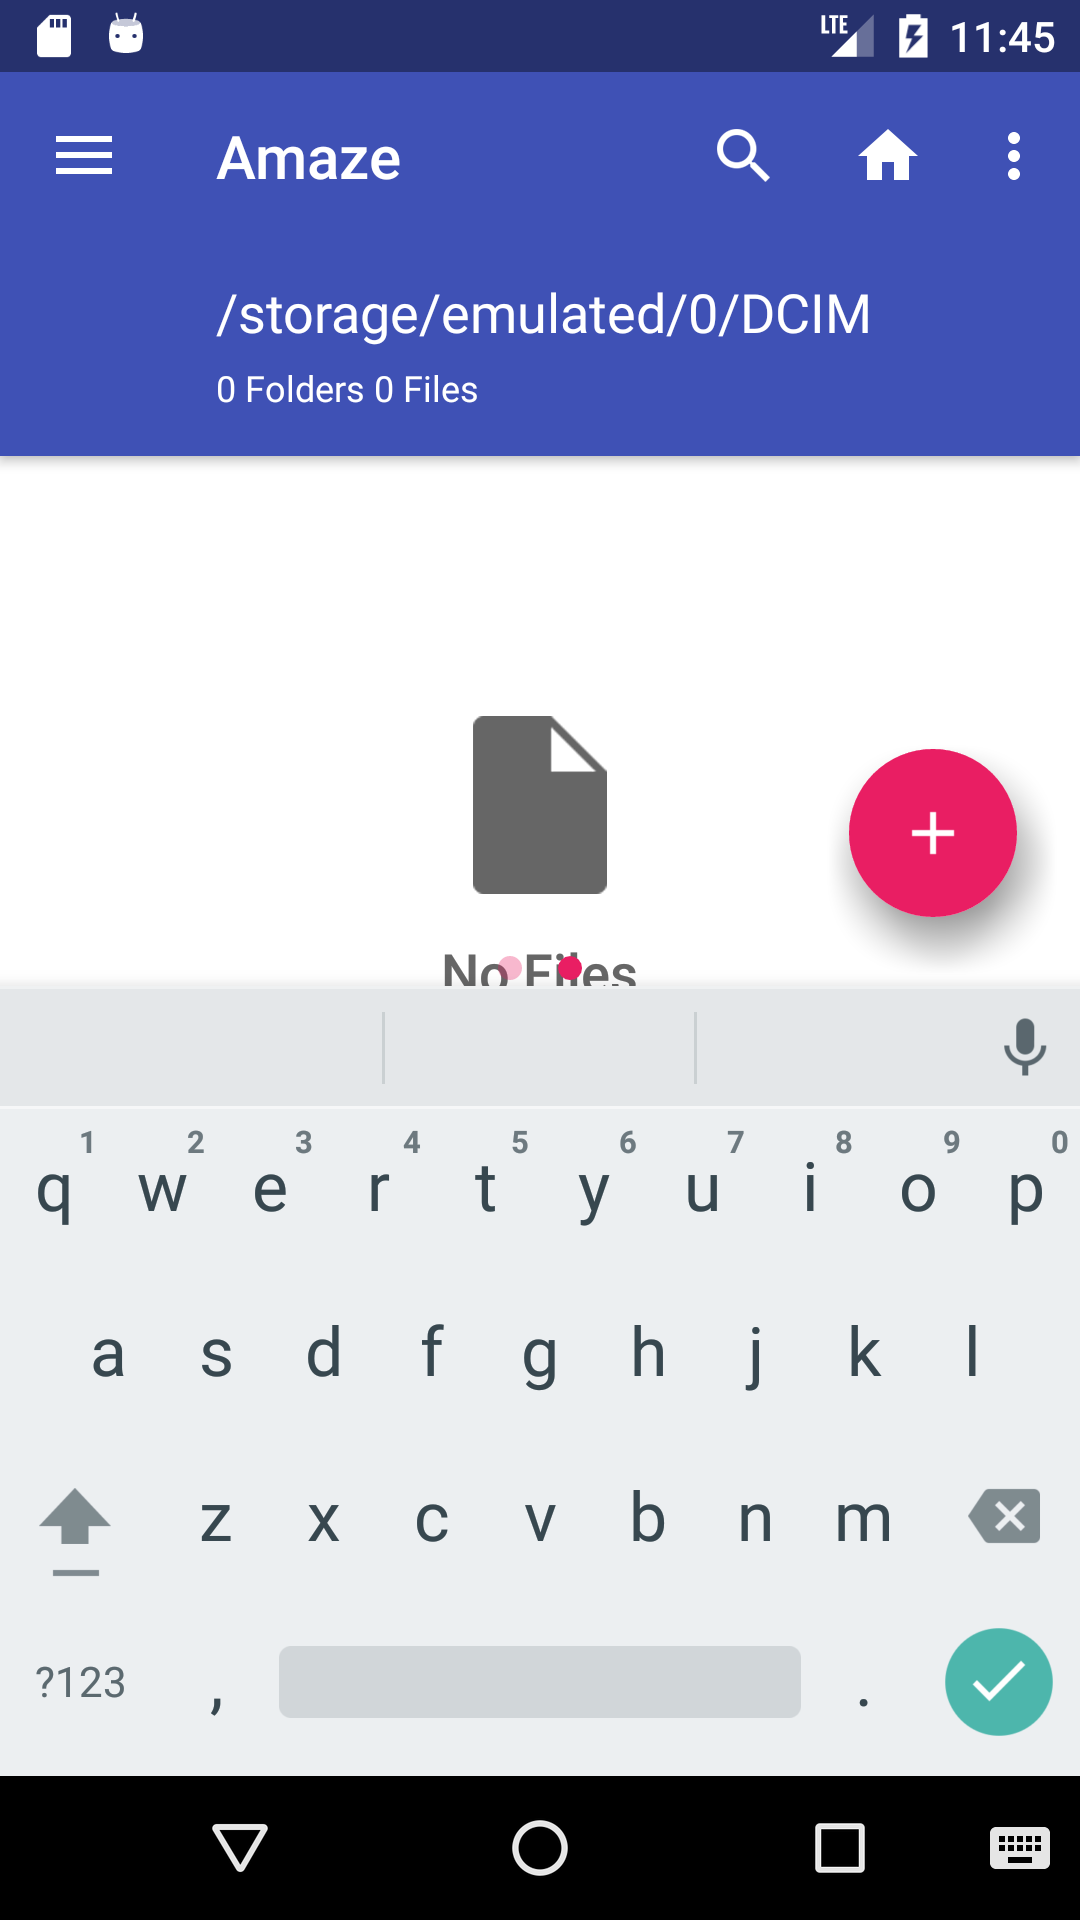 LTE 11:45
Amaze
/storage/emulated/0/DCIM
0 Folders 0 Files
No Files
1 2 3 4 5 6 7 8 9 0
q w e r t y u i o p
a s d f g h j k l
z x c v b n m
?123 , .